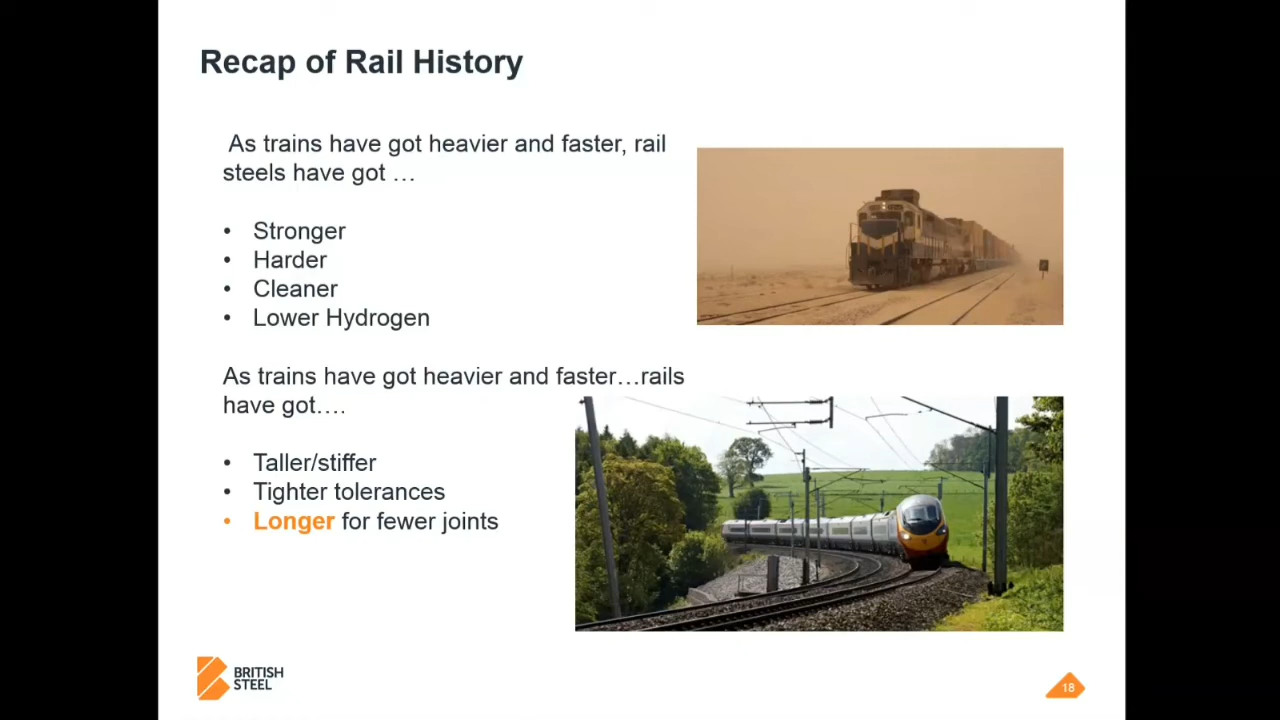 Recap of Rail History
As trains have got heavier and faster, rail
steels have got …
• Stronger
• Harder
• Cleaner
• Lower Hydrogen
As trains have got heavier and faster…rails
have got….
• Taller/stiffer
• Tighter tolerances
• Longer for fewer joints
BRITISH
STEEL
18